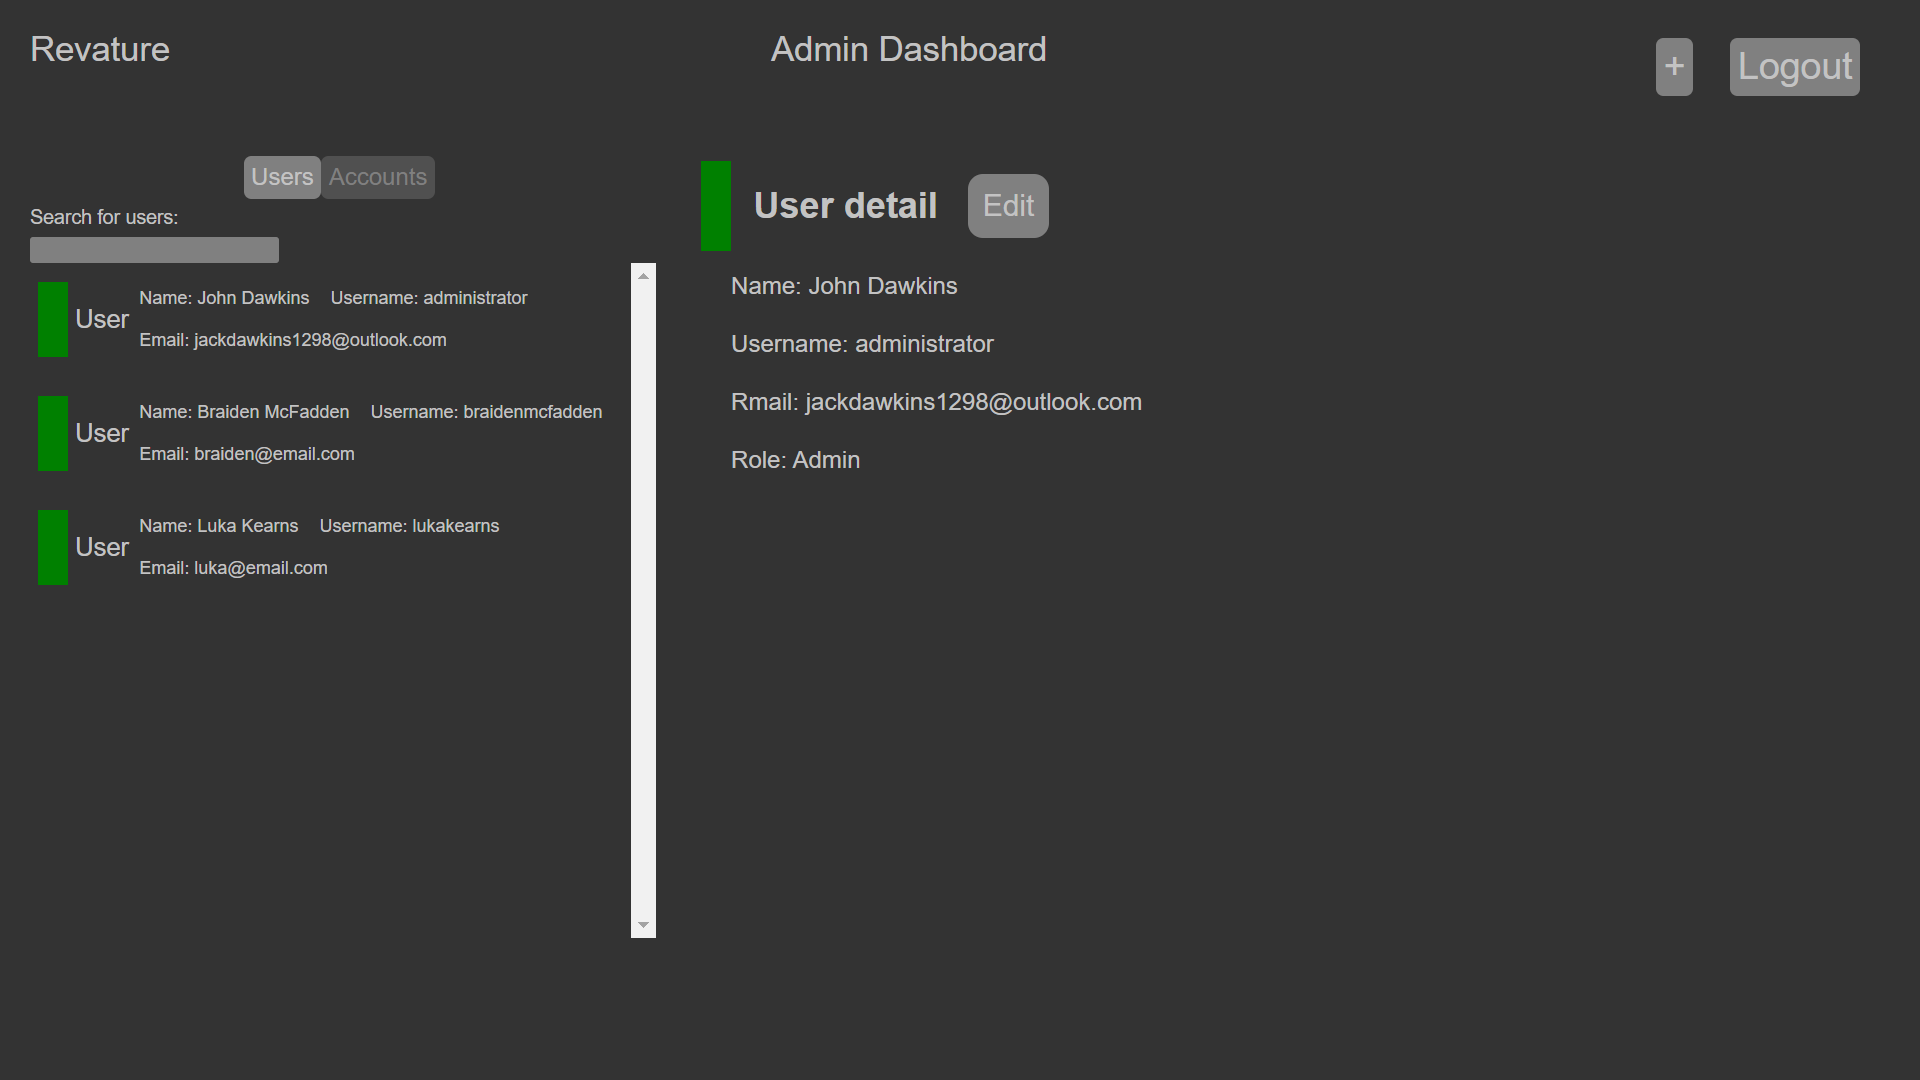 Revature
Admin Dashboard
+
Logout
Users
Accounts
Search for users:
User
Name: John Dawkins Username: administrator
Email: jackdawkins1298@outlook.com
User
Name: Braiden McFadden Username: braidenmcfadden
Email: braiden@email.com
User
Name: Luka Kearns Username: lukakearns
Email: luka@email.com
User detail
Edit
Name: John Dawkins
Username: administrator
Rmail: jackdawkins1298@outlook.com
Role: Admin